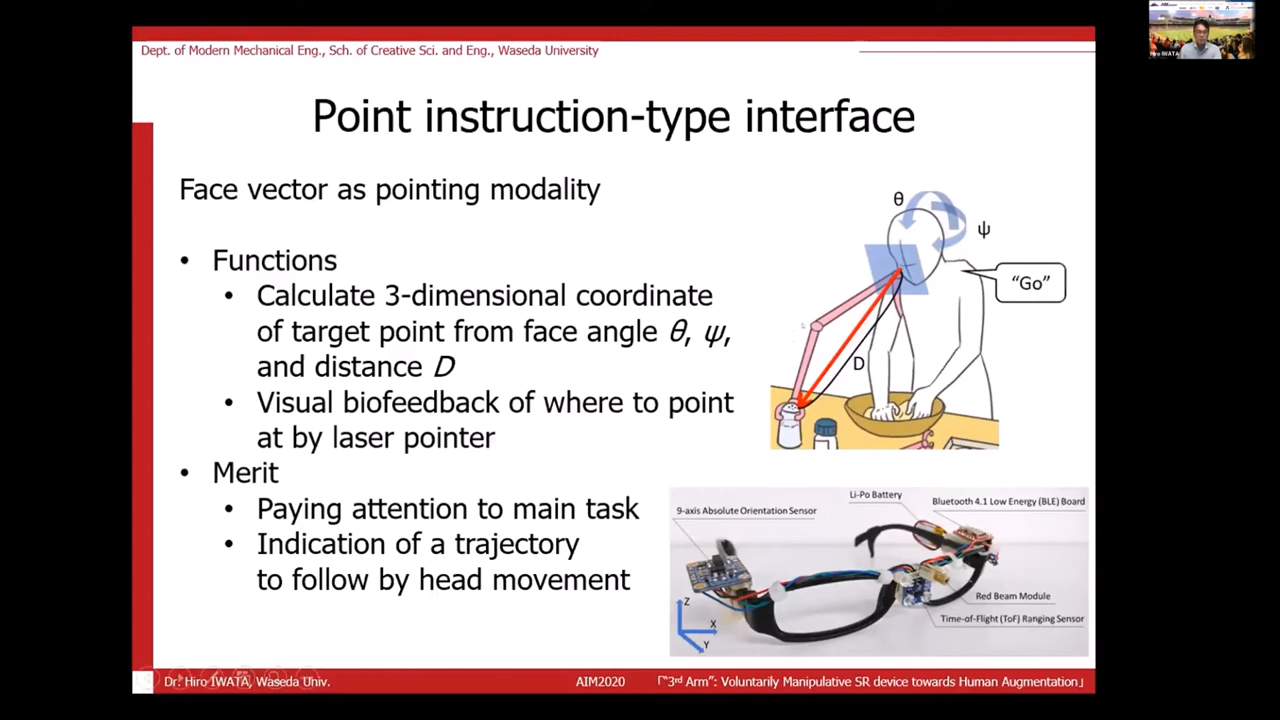 Hiro IWATA
Dept. of Modern Mechanical Eng., Sch. of Creative Sci. and Eng., Waseda University
Point instruction-type interface
Face vector as pointing modality
• Functions
• Calculate 3-dimensional coordinate
of target point from face angle θ, ψ,
and distance D
• Visual biofeedback of where to point
at by laser pointer
• Merit
• Paying attention to main task
• Indication of a trajectory
to follow by head movement
θ
ψ
“Go”
D
Li-Po Battery
Bluetooth 4.1 Low Energy (BLE) Board
9-axis Absolute Orientation Sensor
Red Beam Module
Time-of-Flight (ToF) Ranging Sensor
Z
X
Y
Dr. Hiro IWATA, Waseda Univ.
AIM2020
「“3rd Arm”: Voluntarily Manipulative SR device towards Human Augmentation」